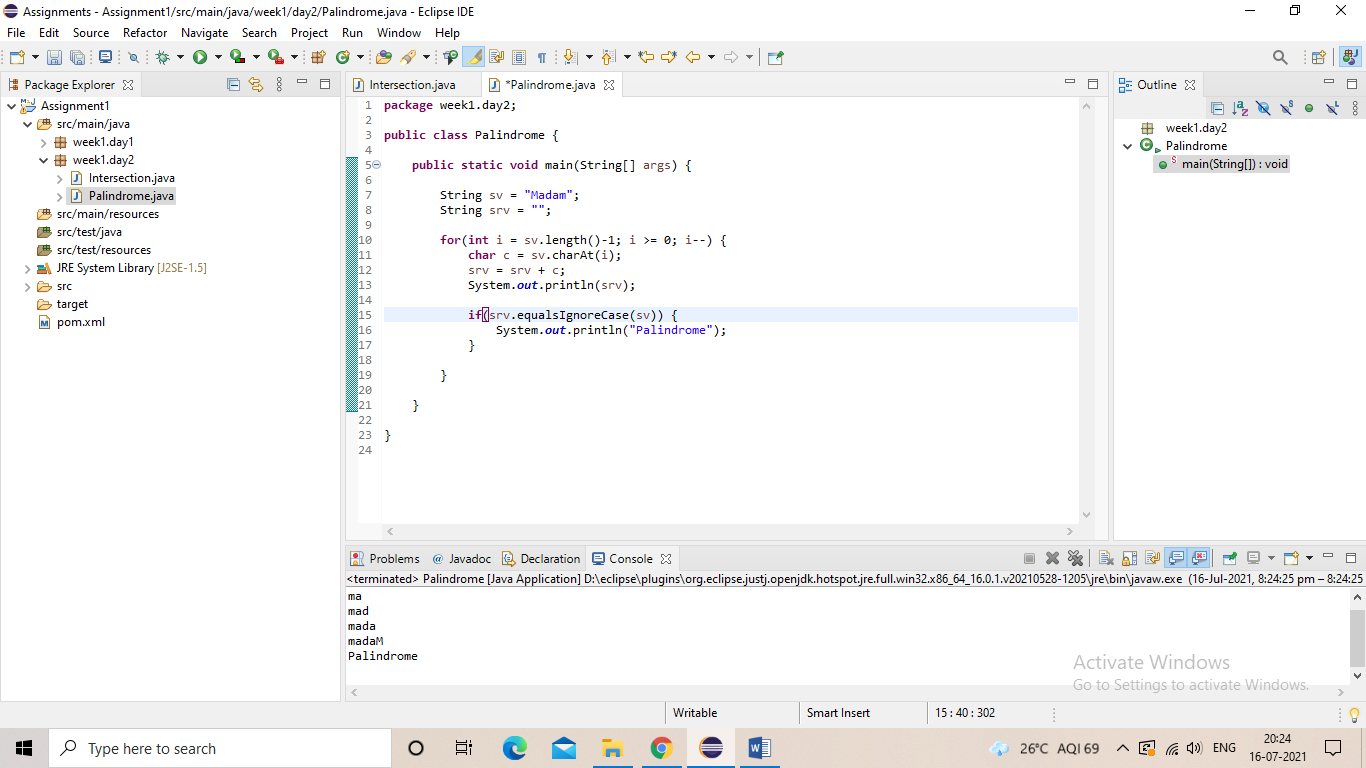 Assignments - Assignment1/src/main/java/week1/day2/Palindrome.java - Eclipse IDE
File Edit Source Refactor Navigate Search Project Run Window Help
Package Explorer
Assignment1
src/main/java
week1.day1
week1.day2
Intersection.java
Palindrome.java
src/main/resources
src/test/java
src/test/resources
JRE System Library [J2SE-1.5]
src
target
pom.xml
Intersection.java *Palindrome.java
1 package week1.day2;
2
3 public class Palindrome {
4
5 public static void main(String[] args) {
6
7 String sv = "Madam";
8 String srv = "";
9
10 for(int i = sv.length()-1; i >= 0; i--) {
11 char c = sv.charAt(i);
12 srv = srv + c;
13 System.out.println(srv);
14
15 if(srv.equalsIgnoreCase(sv)) {
16 System.out.println("Palindrome");
17 }
18
19 }
20
21 }
22
23 }
24
Outline
week1.day2
Palindrome
main(String[]) : void
Problems @ Javadoc Declaration Console
<terminated> Palindrome [Java Application] D:\eclipse\plugins\org.eclipse.justj.openjdk.hotspot.jre.full.win32.x86_64_16.0.1.v20210528-1205\jre\bin\javaw.exe (16-Jul-2021, 8:24:25 pm – 8:24:25
ma
mad
mada
madaM
Palindrome
Activate Windows
Go to Settings to activate Windows.
Writable Smart Insert 15 : 40 : 302
Type here to search
26°C AQI 69 ENG 20:24
16-07-2021